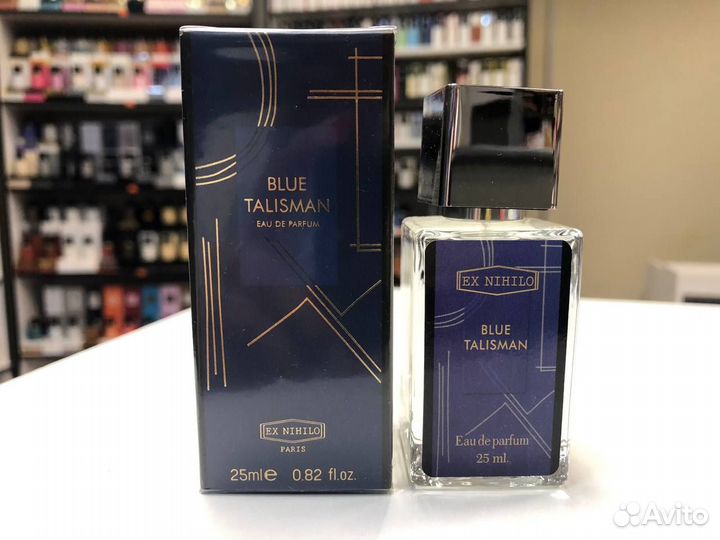 BLUE
TALISMAN
EAU DE PARFUM
EX NIHILO
PARIS
25ml℮ 0.82 fl.oz.
EX NIHILO
BLUE
TALISMAN
Eau de parfum
25 ml.
Avito